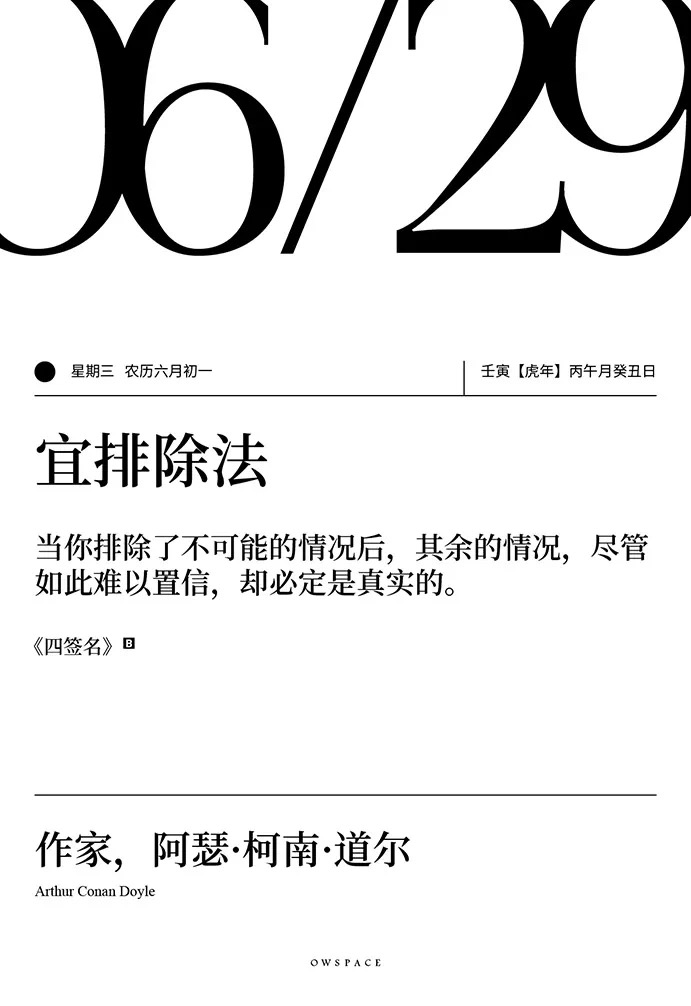 06/29
星期三 农历六月初一
壬寅【虎年】丙午月癸丑日
宜排除法
当你排除了不可能的情况后，其余的情况，尽管
如此难以置信，却必定是真实的。
《四签名》B
作家，阿瑟·柯南·道尔
Arthur Conan Doyle
OWSPACE